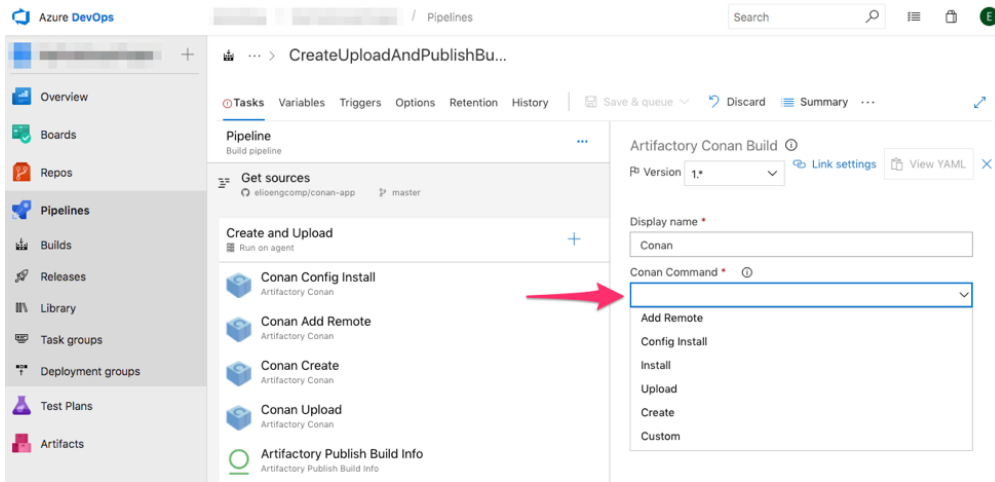 Azure DevOps
/ Pipelines
Search
E
... > CreateUploadAndPublishBu...
Overview
Boards
Repos
Pipelines
Builds
Releases
Library
Task groups
Deployment groups
Test Plans
Artifacts
Tasks Variables Triggers Options Retention History Save & queue Discard Summary ...
Pipeline
Build pipeline
...
Get sources
elioengcomp/conan-app master
Create and Upload
Run on agent
Conan Config Install
Artifactory Conan
Conan Add Remote
Artifactory Conan
Conan Create
Artifactory Conan
Conan Upload
Artifactory Conan
Artifactory Publish Build Info
Artifactory Publish Build Info
Artifactory Conan Build
Version 1.* Link settings View YAML
Display name *
Conan
Conan Command *
Add Remote
Config Install
Install
Upload
Create
Custom